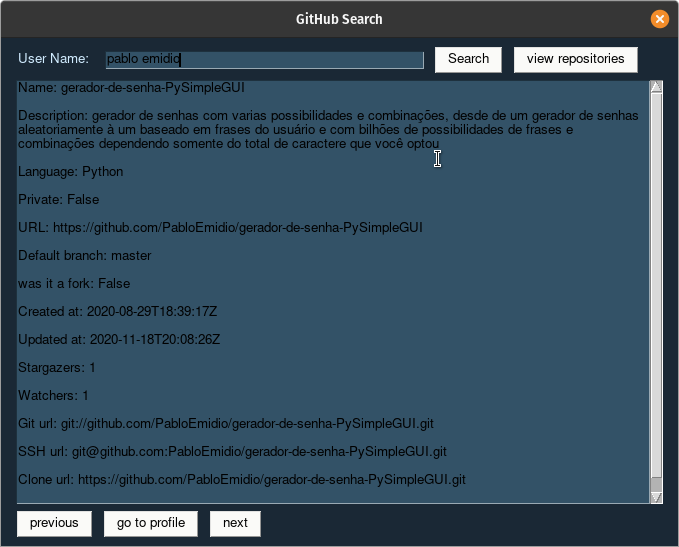 GitHub Search
User Name: pablo emidio Search view repositories
Name: gerador-de-senha-PySimpleGUI
Description: gerador de senhas com varias possibilidades e combinações, desde de um gerador de senhas
aleatoriamente à um baseado em frases do usuário e com bilhões de possibilidades de frases e
combinações dependendo somente do total de caractere que você optou
Language: Python
Private: False
URL: https://github.com/PabloEmidio/gerador-de-senha-PySimpleGUI
Default branch: master
was it a fork: False
Created at: 2020-08-29T18:39:17Z
Updated at: 2020-11-18T20:08:26Z
Stargazers: 1
Watchers: 1
Git url: git://github.com/PabloEmidio/gerador-de-senha-PySimpleGUI.git
SSH url: git@github.com:PabloEmidio/gerador-de-senha-PySimpleGUI.git
Clone url: https://github.com/PabloEmidio/gerador-de-senha-PySimpleGUI.git
previous go to profile next